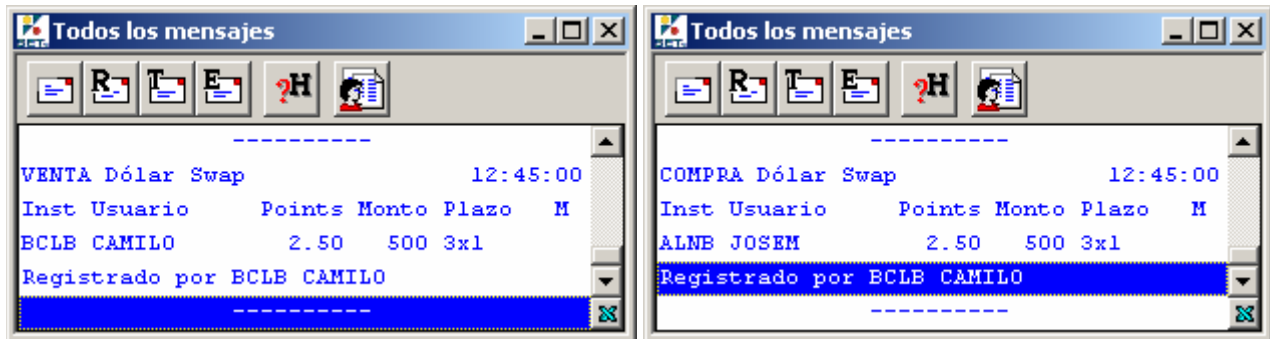 Todos los mensajes
R T E ?H
----------
VENTA Dólar Swap 12:45:00
Inst Usuario Points Monto Plazo M
BCLB CAMILO 2.50 500 3x1
Registrado por BCLB CAMILO
----------
Todos los mensajes
R T E ?H
----------
COMPRA Dólar Swap 12:45:00
Inst Usuario Points Monto Plazo M
ALNB JOSEM 2.50 500 3x1
Registrado por BCLB CAMILO
----------